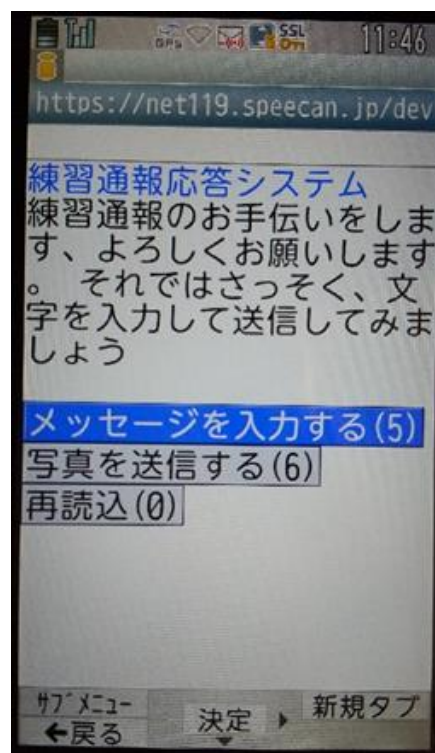 GPS
SSL
11:46
https://net119.speecan.jp/dev
練習通報応答システム
練習通報のお手伝いをしま
す、よろしくお願いします
。 それではさっそく、文
字を入力して送信してみま
しょう
メッセージを入力する(5)
写真を送信する(6)
再読込(0)
ｻﾌﾞﾒﾆｭｰ
新規タブ
決定
←戻る